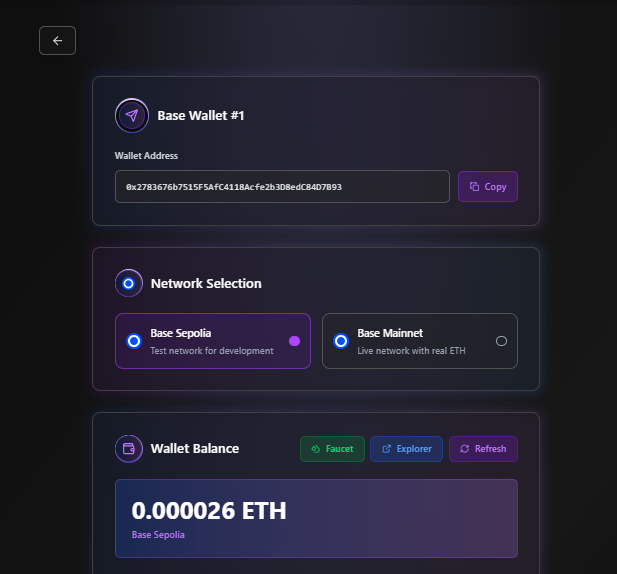 Base Wallet #1
Wallet Address
0x2783676b7515F5AfC4118Acfe2b3D8edC84D7B93
Copy
Network Selection
Base Sepolia
Test network for development
Base Mainnet
Live network with real ETH
Wallet Balance
Faucet
Explorer
Refresh
0.000026 ETH
Base Sepolia